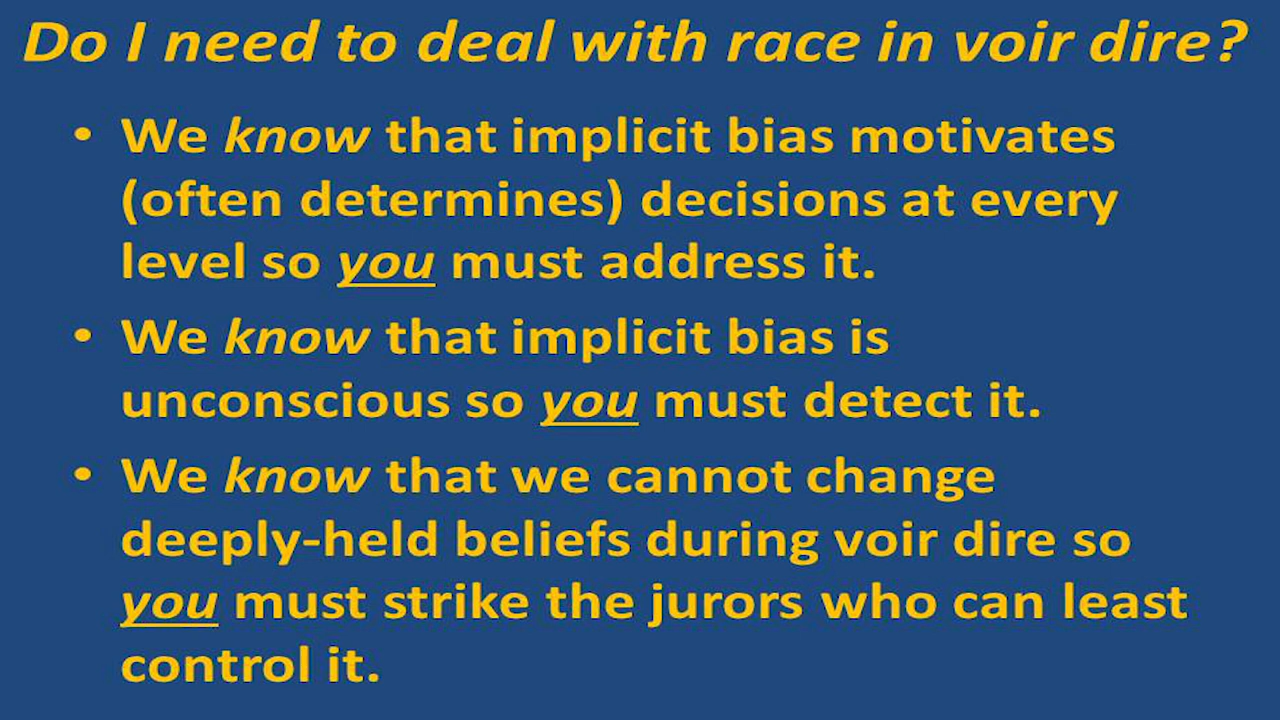 Do I need to deal with race in voir dire?
• We know that implicit bias motivates
(often determines) decisions at every
level so you must address it.
• We know that implicit bias is
unconscious so you must detect it.
• We know that we cannot change
deeply-held beliefs during voir dire so
you must strike the jurors who can least
control it.